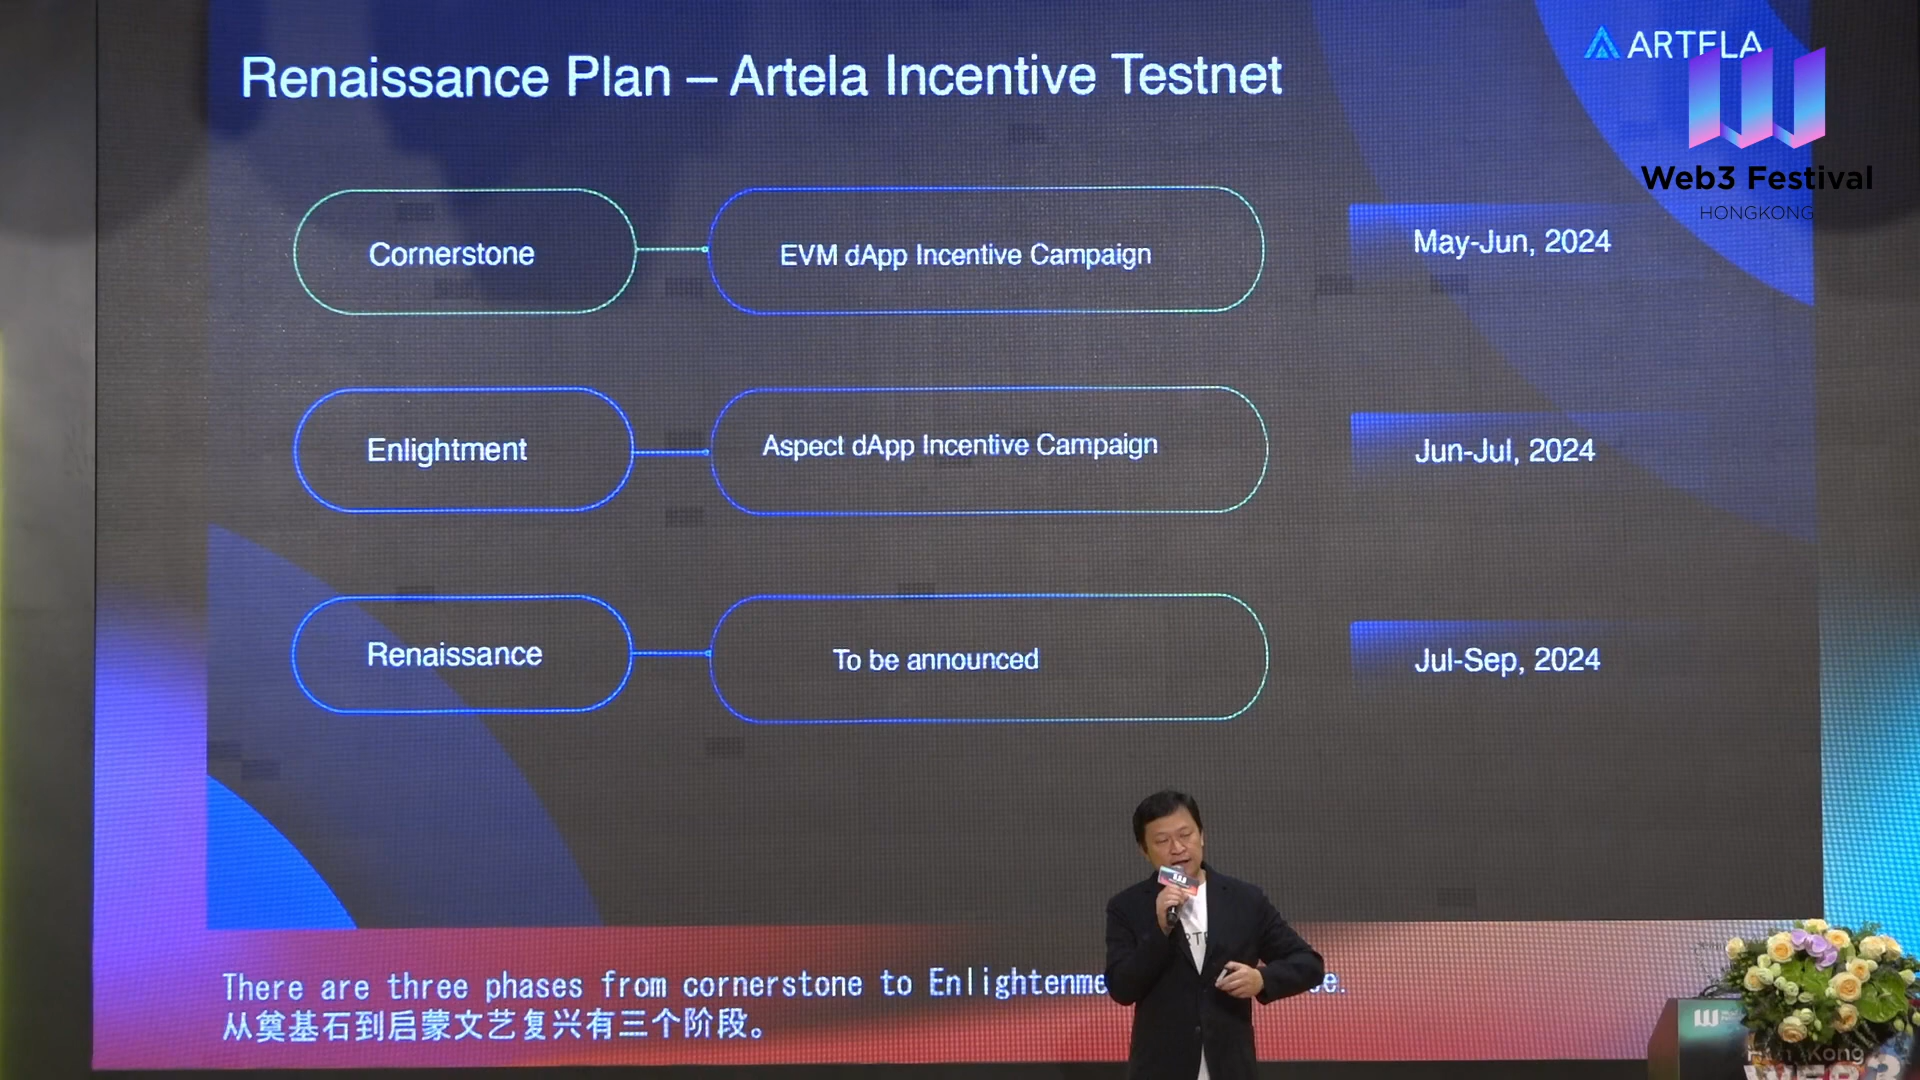 Renaissance Plan – Artela Incentive Testnet
ARTELA
Web3 Festival
HONGKONG
Cornerstone
EVM dApp Incentive Campaign
May-Jun, 2024
Enlightment
Aspect dApp Incentive Campaign
Jun-Jul, 2024
Renaissance
To be announced
Jul-Sep, 2024
There are three phases from cornerstone to
从奠基石到启蒙文艺复兴有三个阶段。
Hong Kong